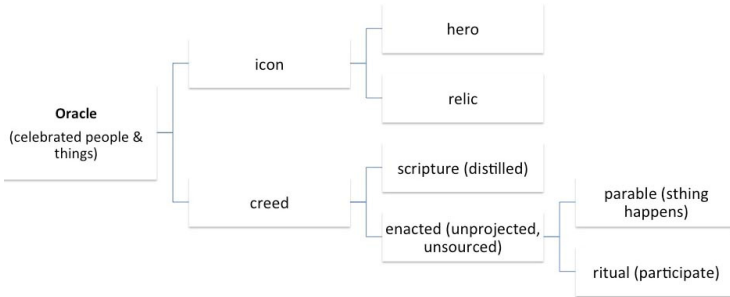 Oracle
(celebrated people &
things)
icon
hero
relic
creed
scripture (distilled)
enacted (unprojected,
unsourced)
parable (sthing
happens)
ritual (participate)